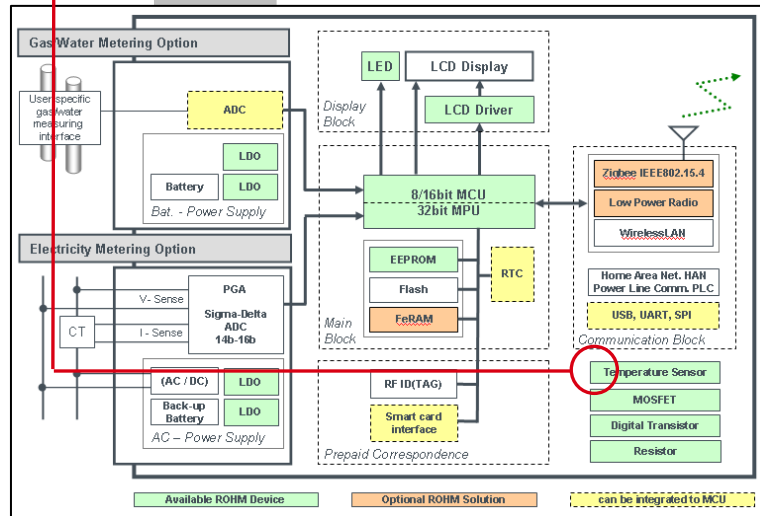 Gas/Water Metering Option
User specific
gas/water
measuring
interface
ADC
LDO
Battery
LDO
Bat. - Power Supply
Electricity Metering Option
PGA
Sigma-Delta
ADC
14b-16b
V- Sense
I - Sense
CT
(AC / DC)
LDO
Back-up
Battery
LDO
AC – Power Supply
LED
LCD Display
LCD Driver
Display
Block
8/16bit MCU
32bit MPU
EEPROM
Flash
FeRAM
RTC
Main
Block
RF ID(TAG)
Smart card
interface
Prepaid Correspondence
Zigbee IEEE802.15.4
Low Power Radio
WirelessLAN
Home Area Net. HAN
Power Line Comm. PLC
USB, UART, SPI
Communication Block
Temperature Sensor
MOSFET
Digital Transistor
Resistor
Available ROHM Device
Optional ROHM Solution
can be integrated to MCU